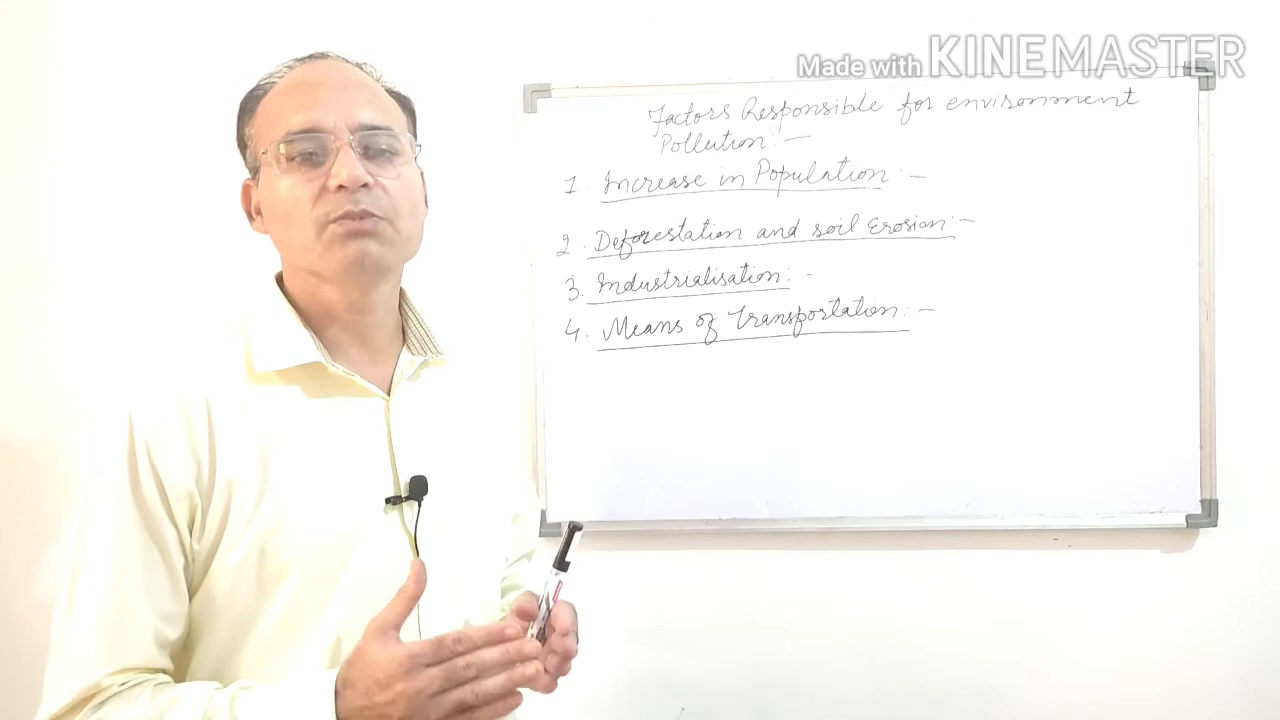 Made with KINEMASTER
Factors Responsible for environment
Pollution:-
1. Increase in Population:-
2. Deforestation and soil Erosion:-
3. Industrialisation:-
4. Means of Transportation:-